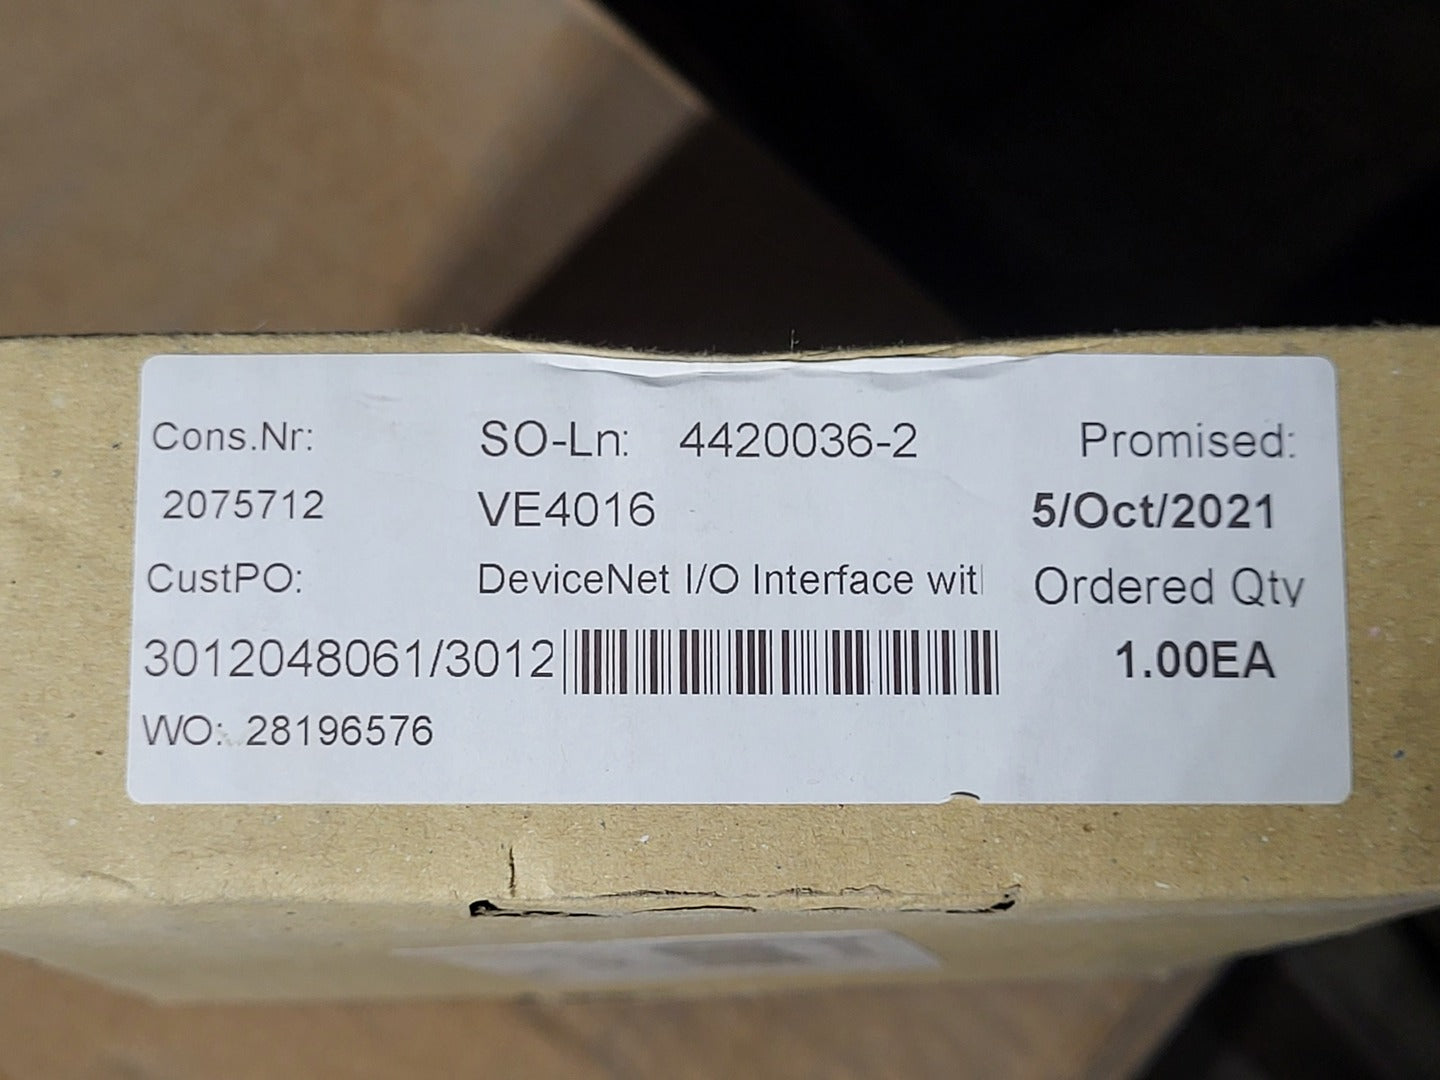 Cons.Nr: SO-Ln: 4420036-2 Promised:
2075712 VE4016 5/Oct/2021
CustPO: DeviceNet I/O Interface wit Ordered Qty
3012048061/3012 1.00EA
WO: 28196576